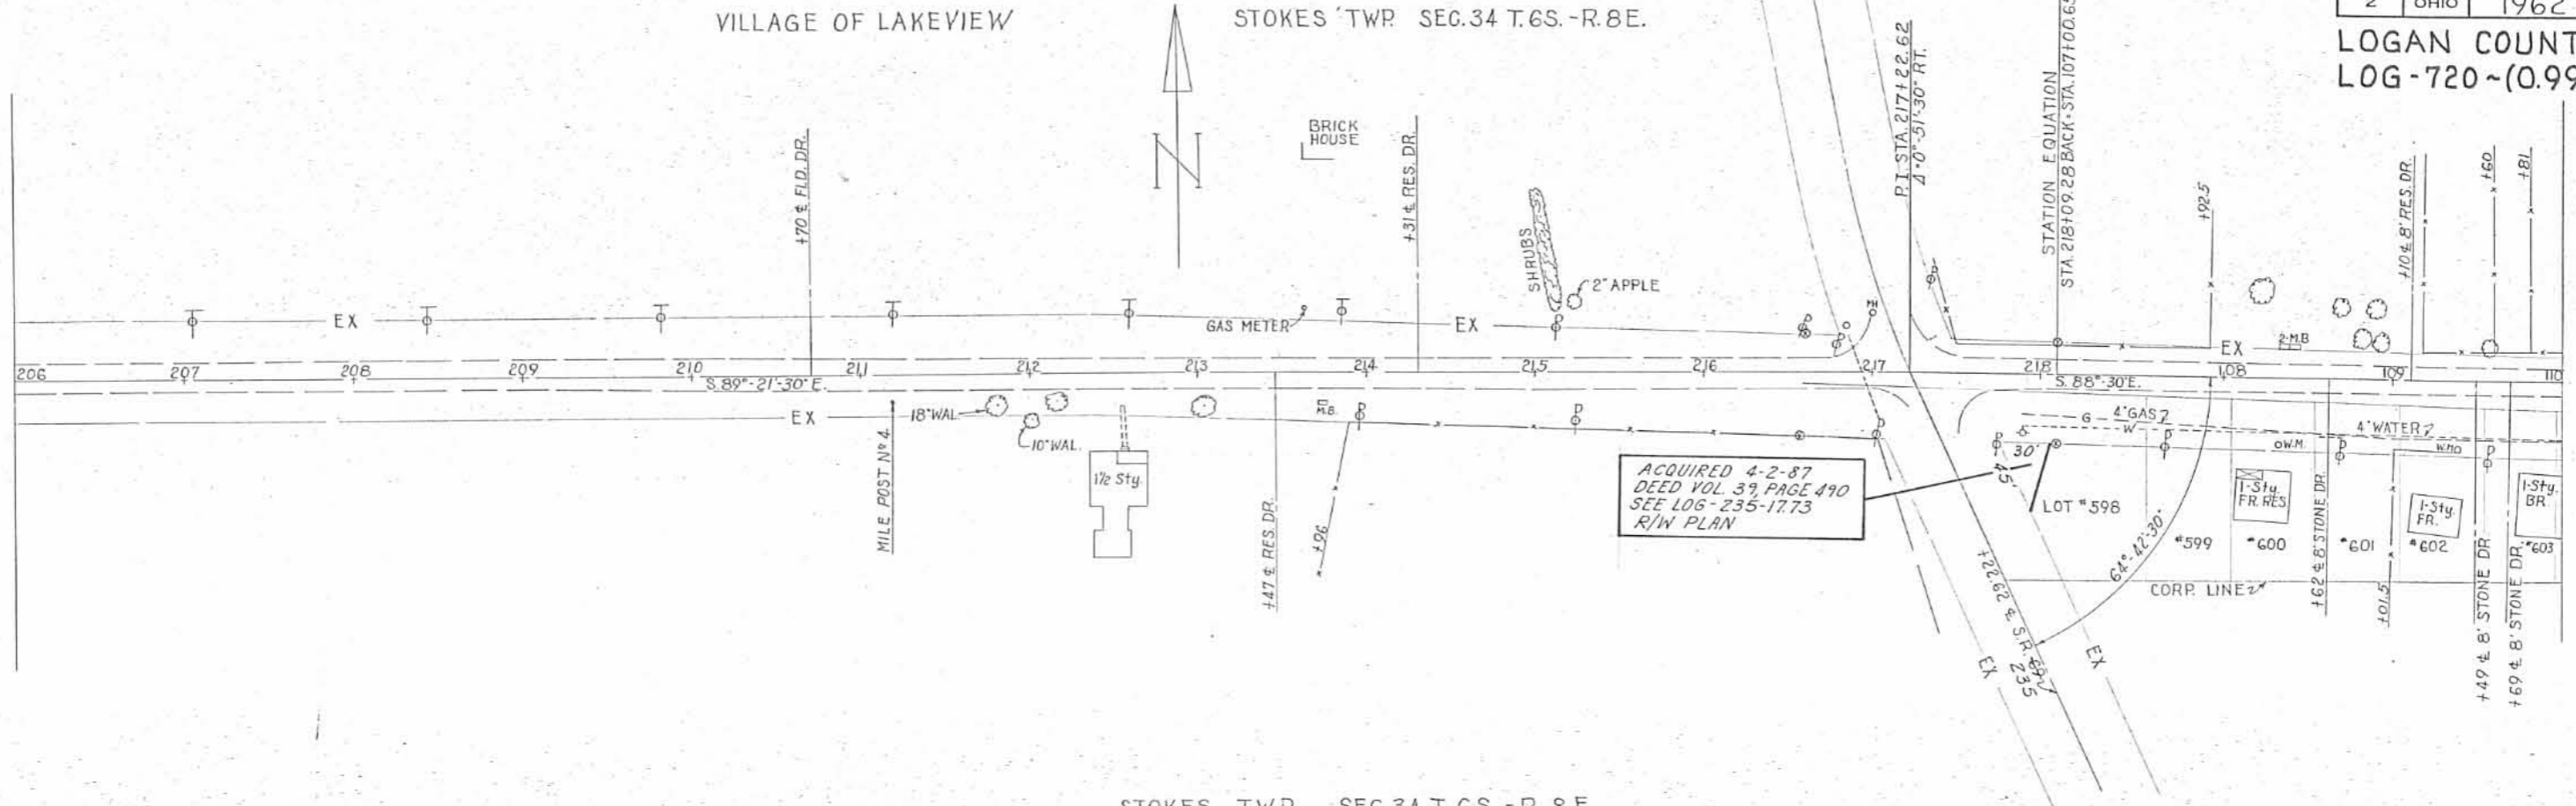 VILLAGE OF LAKEVIEW
STOKES TWP. SEC. 34 T.6S.-R.8E.
2 OHIO 1962
LOGAN COUNT
LOG-720~(0.99
P.I. STA. 217+22.62
Δ=0°-51'-30" RT.
STATION EQUATION
STA. 218+09.28 BACK=STA. 107+00.65
+70 ℄ FLD. DR.
BRICK
HOUSE
+31 ℄ RES. DR.
SHRUBS
2" APPLE
+92.5
+10 ℄ 8' RES. DR.
+60
+81
EX
GAS METER
EX
P
P
P
P
MH
EX
2-M.B
206 207 208 209 210 211 212 213 214 215 216 217 218 108 109 110
S. 89°-21'-30" E.
S. 88°-30' E.
EX
MILE POST Nº 4
18" WAL
10" WAL.
1½ Sty.
+47 ℄ RES. DR.
M.B.
+96
P
P
P
P
G
4" GAS
W
4" WATER
30'
45'
P
O W.M.
P
W.M O
P
ACQUIRED 4-2-87
DEED VOL. 39, PAGE 490
SEE LOG-235-17.73
R/W PLAN
LOT #598
#599
#600
#601
#602
#603
1-Sty.
FR. RES
1-Sty.
FR.
1-Sty.
BR.
64°-42'-30"
CORP. LINE
+62 ℄ 8' STONE DR.
+01.5
+49 ℄ 8' STONE DR.
+69 ℄ 8' STONE DR.
+22.62 ℄ S.R.
235
EX
EX
STOKES TWP. SEC. 34 T.6S.-R.8E.